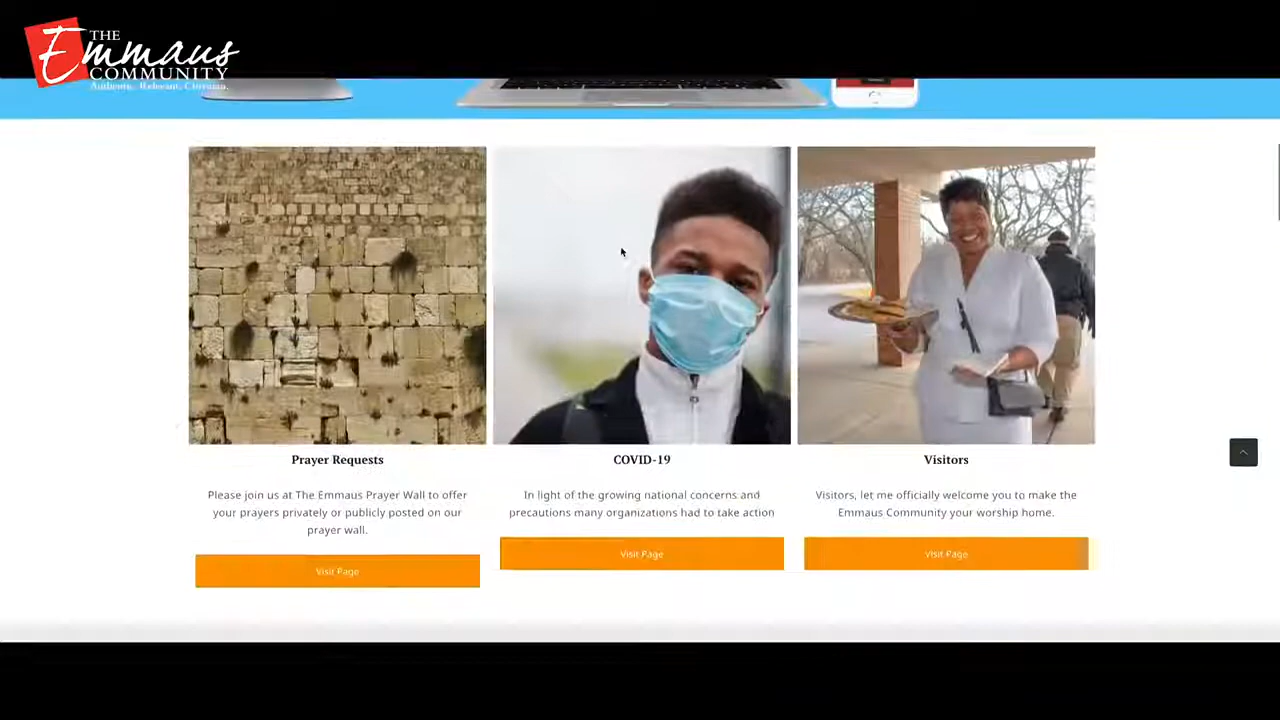 THE
Emmaus
COMMUNITY
Authentic. Relevant. Christian.
Prayer Requests
Please join us at The Emmaus Prayer Wall to offer
your prayers privately or publicly posted on our
prayer wall.
Visit Page
COVID-19
In light of the growing national concerns and
precautions many organizations had to take action
Visit Page
Visitors
Visitors, let me officially welcome you to make the
Emmaus Community your worship home.
Visit Page